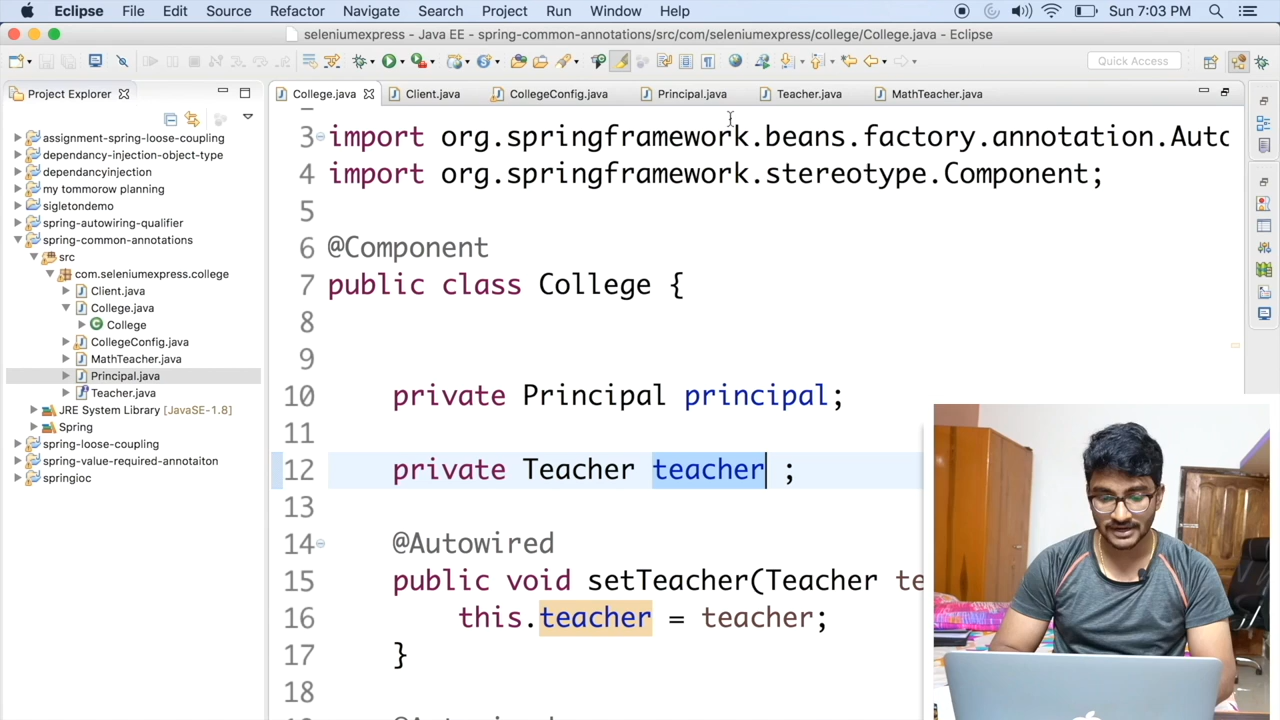 Eclipse File Edit Source Refactor Navigate Search Project Run Window Help Sun 7:03 PM
seleniumexpress - Java EE - spring-common-annotations/src/com/seleniumexpress/college/College.java - Eclipse
Quick Access
Project Explorer
College.java Client.java CollegeConfig.java Principal.java Teacher.java MathTeacher.java
assignment-spring-loose-coupling
dependancy-injection-object-type
dependancyinjection
my tommorow planning
sigletondemo
spring-autowiring-qualifier
spring-common-annotations
src
com.seleniumexpress.college
Client.java
College.java
College
CollegeConfig.java
MathTeacher.java
Principal.java
Teacher.java
JRE System Library [JavaSE-1.8]
Spring
spring-loose-coupling
spring-value-required-annotaiton
springioc
3 import org.springframework.beans.factory.annotation.Auto
4 import org.springframework.stereotype.Component;
5
6 @Component
7 public class College {
8
9
10 private Principal principal;
11
12 private Teacher teacher ;
13
14 @Autowired
15 public void setTeacher(Teacher te
16 this.teacher = teacher;
17 }
18